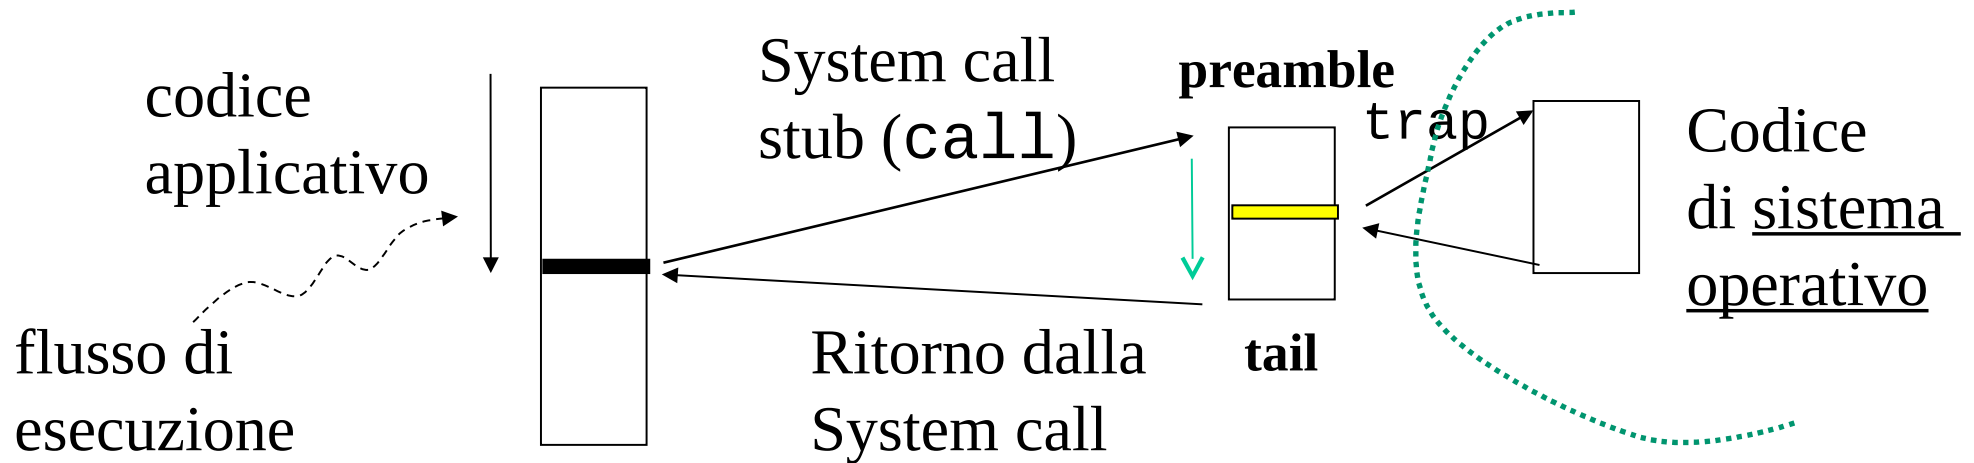 codice
applicativo
flusso di
esecuzione
System call
stub (call)
Ritorno dalla
System call
preamble
tail
trap
Codice
di sistema
operativo